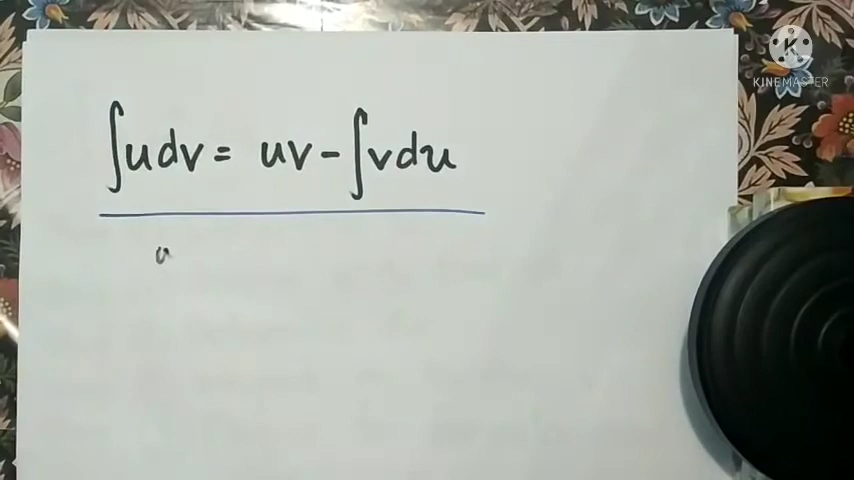 K
KINEMASTER
∫udv = uv - ∫vdu